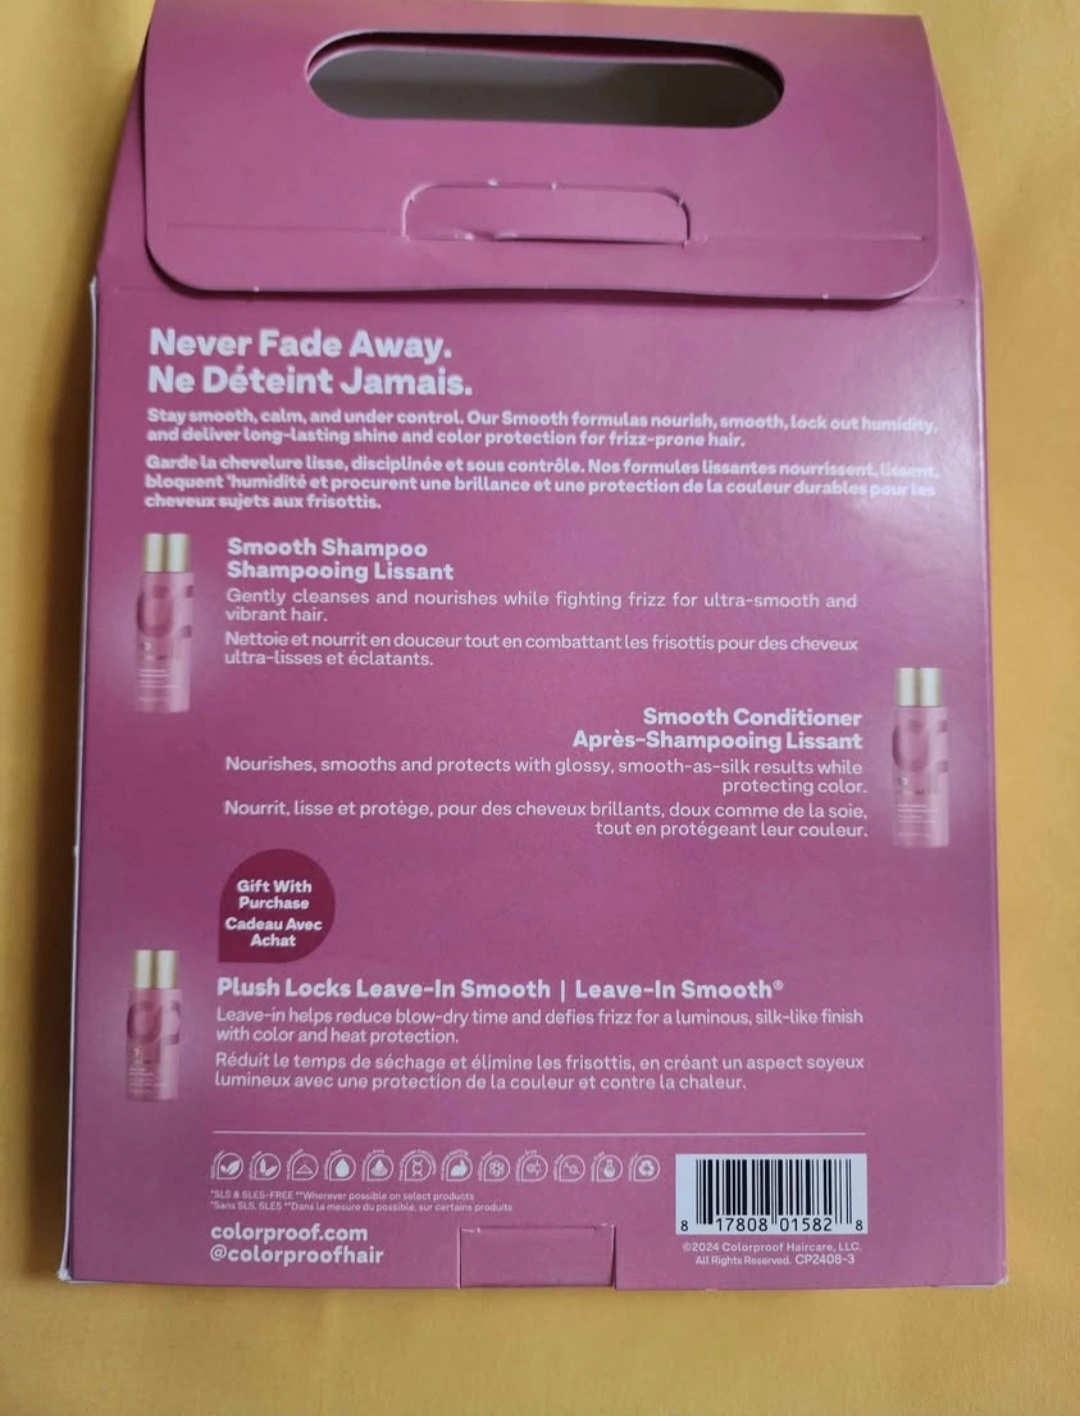 Never Fade Away.
Ne Déteint Jamais.
Stay smooth, calm, and under control. Our Smooth formulas nourish, smooth, lock out humidity,
and deliver long-lasting shine and color protection for frizz-prone hair.
Garde la chevelure lisse, disciplinée et sous contrôle. Nos formules lissantes nourrissent, lissent,
bloquent 'humidité et procurent une brillance et une protection de la couleur durables pour les
cheveux sujets aux frisottis.
Smooth Shampoo
Shampooing Lissant
Gently cleanses and nourishes while fighting frizz for ultra-smooth and
vibrant hair.
Nettoie et nourrit en douceur tout en combattant les frisottis pour des cheveux
ultra-lisses et éclatants.
Smooth Conditioner
Après-Shampooing Lissant
Nourishes, smooths and protects with glossy, smooth-as-silk results while
protecting color.
Nourrit, lisse et protège, pour des cheveux brillants, doux comme de la soie,
tout en protégeant leur couleur.
Gift With
Purchase
Cadeau Avec
Achat
Plush Locks Leave-In Smooth | Leave-In Smooth®
Leave-in helps reduce blow-dry time and defies frizz for a luminous, silk-like finish
with color and heat protection.
Réduit le temps de séchage et élimine les frisottis, en créant un aspect soyeux
lumineux avec une protection de la couleur et contre la chaleur.
*SLS & SLES-FREE **Wherever possible on select products
*Sans SLS, SLES **Dans la mesure du possible, sur certains produits
colorproof.com
@colorproofhair
8 17808 01582 8
©2024 Colorproof Haircare, LLC.
All Rights Reserved. CP2408-3